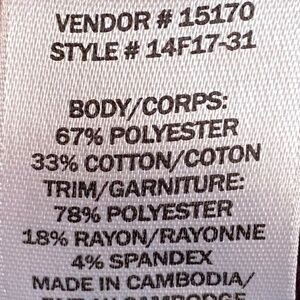 VENDOR # 15170
STYLE # 14F17-31
BODY/CORPS:
67% POLYESTER
33% COTTON/COTON
TRIM/GARNITURE:
78% POLYESTER
18% RAYON/RAYONNE
4% SPANDEX
MADE IN CAMBODIA/